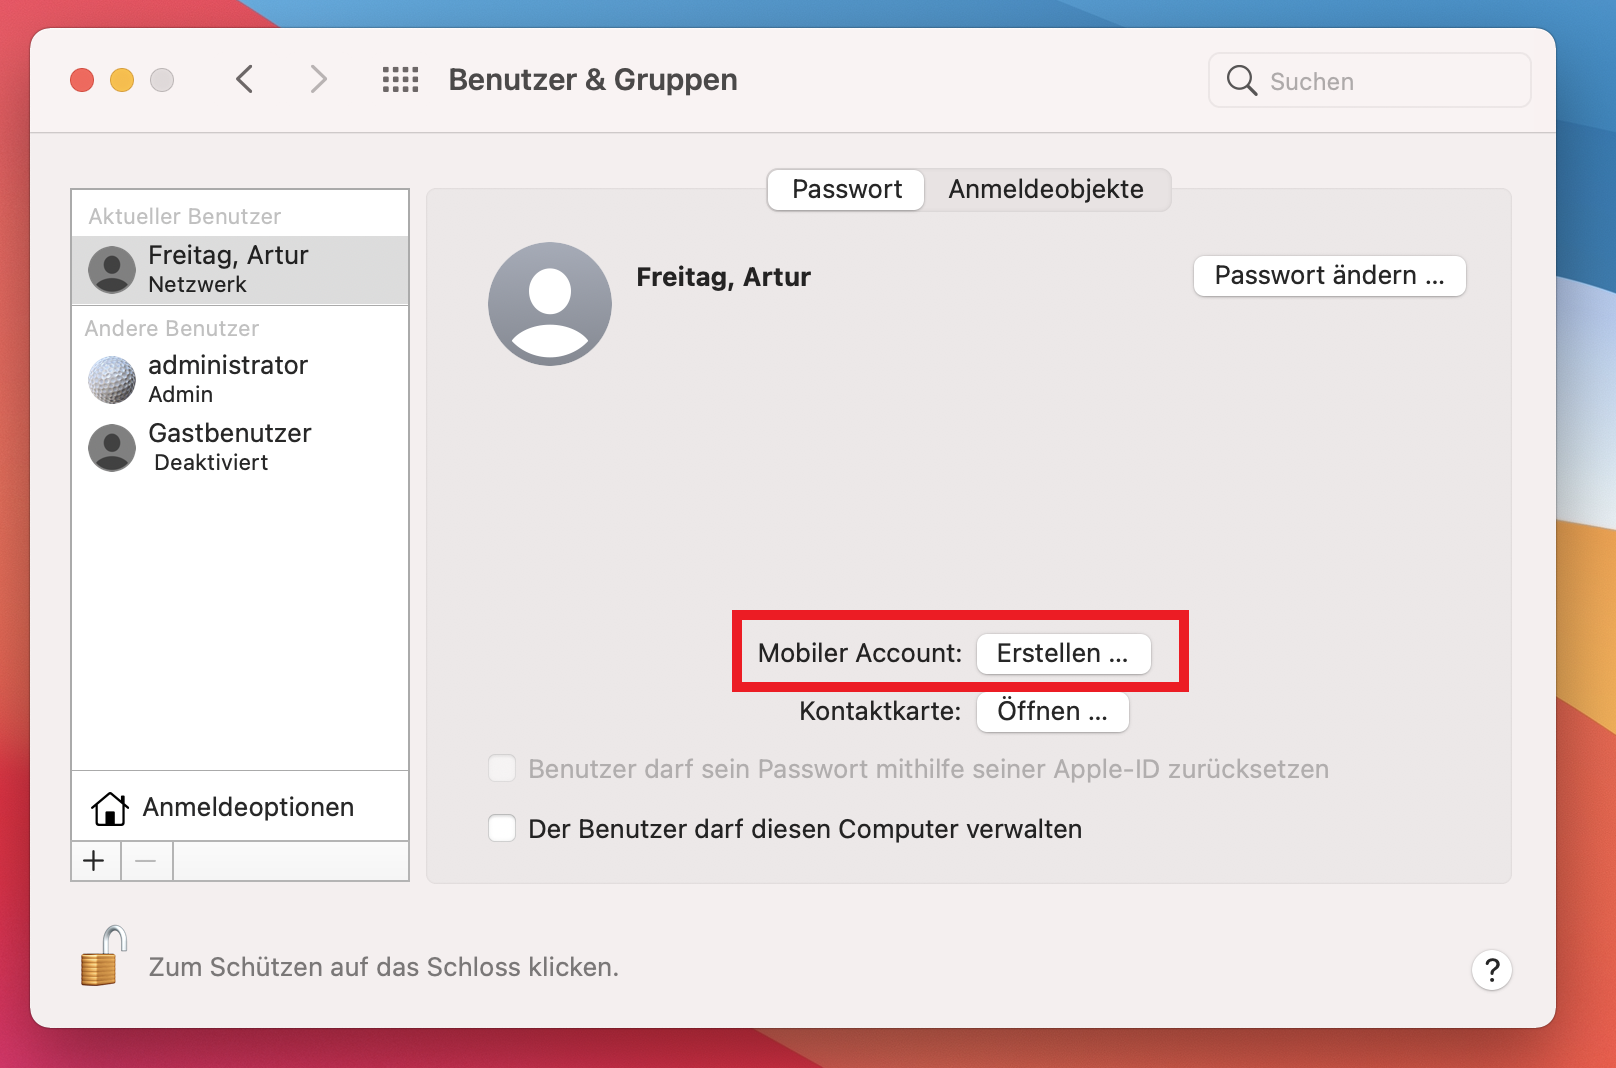 Benutzer & Gruppen
Suchen
Passwort
Anmeldeobjekte
Aktueller Benutzer
Freitag, Artur
Netzwerk
Andere Benutzer
administrator
Admin
Gastbenutzer
Deaktiviert
Anmeldeoptionen
Freitag, Artur
Passwort ändern ...
Mobiler Account: Erstellen ...
Kontaktkarte: Öffnen ...
Benutzer darf sein Passwort mithilfe seiner Apple-ID zurücksetzen
Der Benutzer darf diesen Computer verwalten
Zum Schützen auf das Schloss klicken.
?